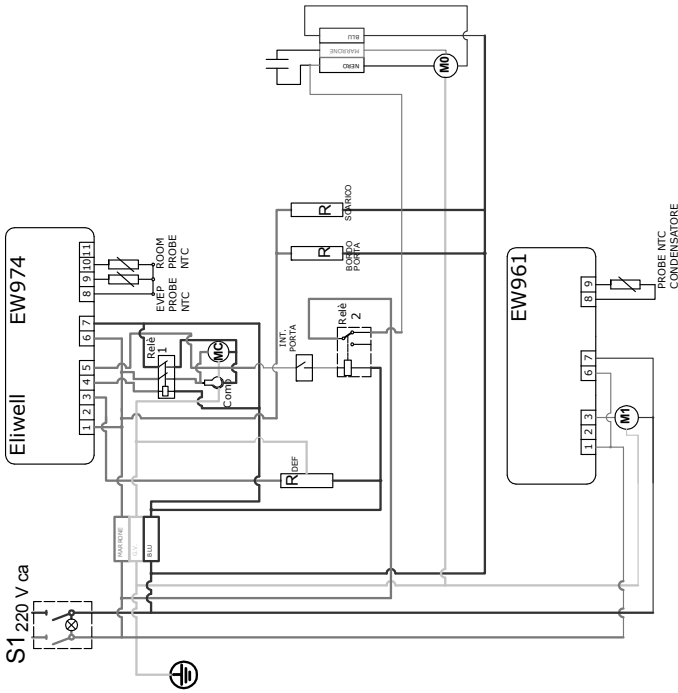 S1 220 V ca
Eliwell EW974
1 2 3 4 5 6 7 8 9 10 11
EVEP
PROBE
NTC
ROOM
PROBE
NTC
Relè
1
MC
Comp
INT.
PORTA
Relè
2
R DEF
MARRONE
G.V.
BLU
R
BORDO
PORTA
R
SCARICO
NERO
MARRONE
BLU
M0
EW961
1 2 3 6 7 8 9
M1
PROBE NTC
CONDENSATORE